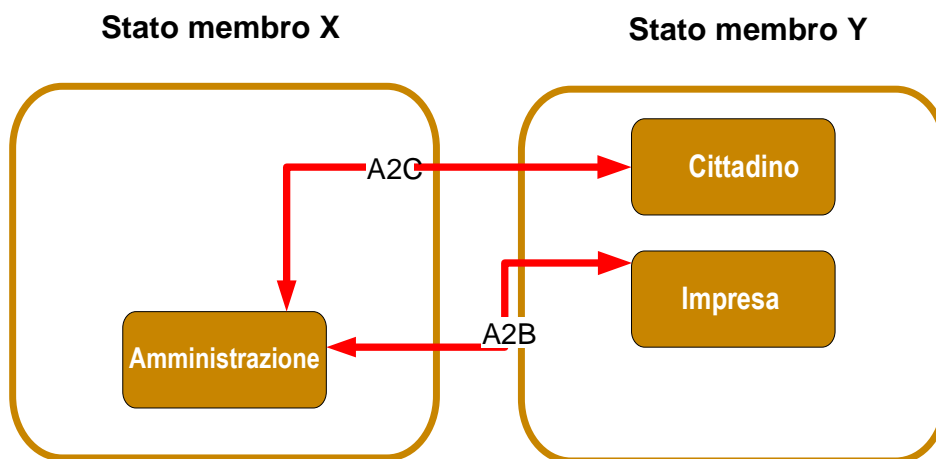 Stato membro X
Stato membro Y
A2C
Cittadino
Impresa
A2B
Amministrazione